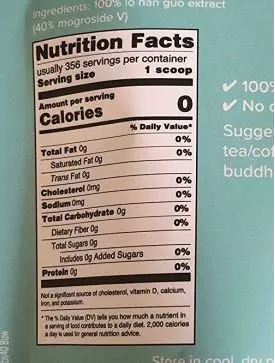 Ingredients: 100% lo han guo extract
(40% mogroside V)
Nutrition Facts
usually 356 servings per container
Serving size 1 scoop
Amount per serving
Calories 0
% Daily Value*
Total Fat 0g 0%
Saturated Fat 0g 0%
Trans Fat 0g
Cholesterol 0mg 0%
Sodium 0mg 0%
Total Carbohydrate 0g 0%
Dietary Fiber 0g 0%
Total Sugars 0g
Includes 0g Added Sugars 0%
Protein 0g 0%
Not a significant source of cholesterol, vitamin D, calcium,
iron, and potassium.
* The % Daily Value (DV) tells you how much a nutrient in
a serving of food contributes to a daily diet. 2,000 calories
a day is used for general nutrition advice.
✓ 100%
✓ No
Sugge
tea/cof
buddh
Store in cool, dry